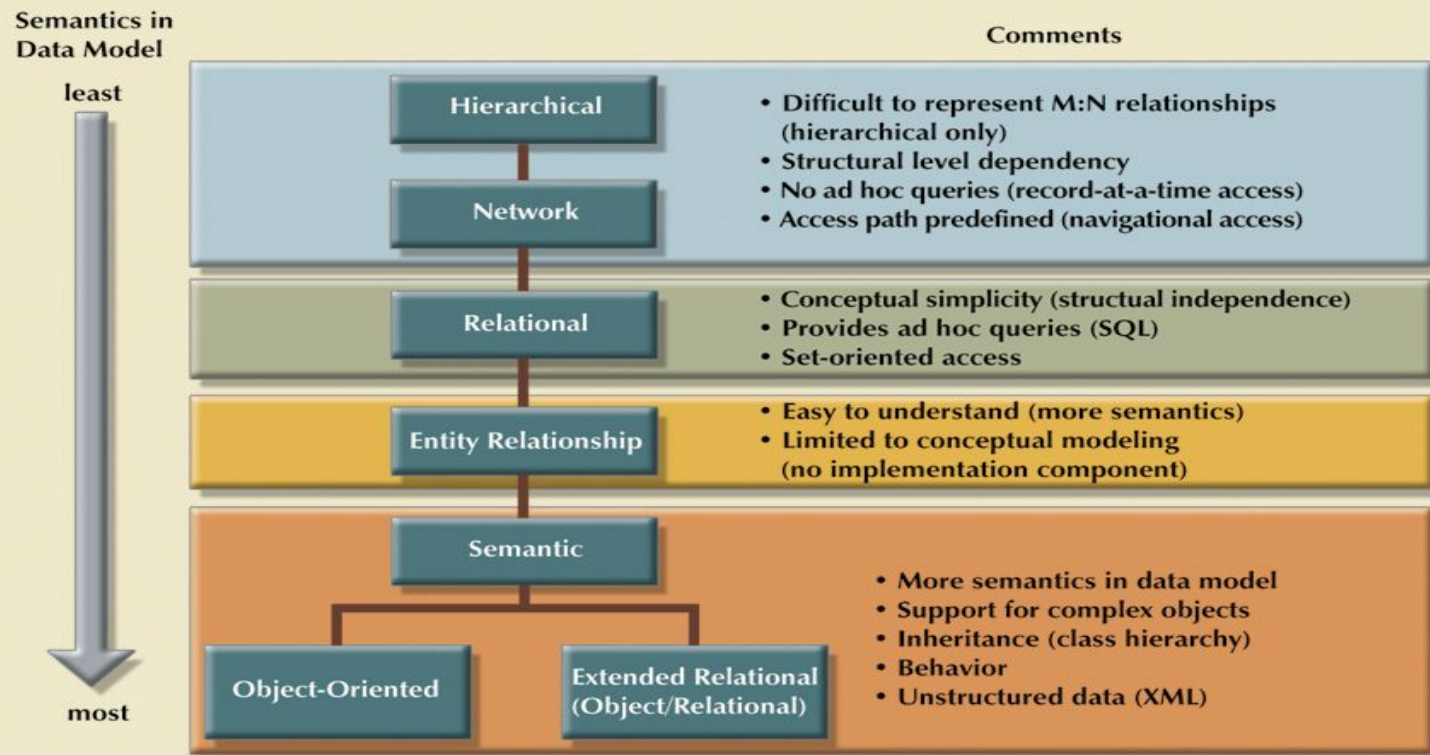 Semantics in
Data Model
least
most
Comments
Hierarchical
Network
• Difficult to represent M:N relationships
(hierarchical only)
• Structural level dependency
• No ad hoc queries (record-at-a-time access)
• Access path predefined (navigational access)
Relational
• Conceptual simplicity (structual independence)
• Provides ad hoc queries (SQL)
• Set-oriented access
Entity Relationship
• Easy to understand (more semantics)
• Limited to conceptual modeling
(no implementation component)
Semantic
Object-Oriented
Extended Relational
(Object/Relational)
• More semantics in data model
• Support for complex objects
• Inheritance (class hierarchy)
• Behavior
• Unstructured data (XML)